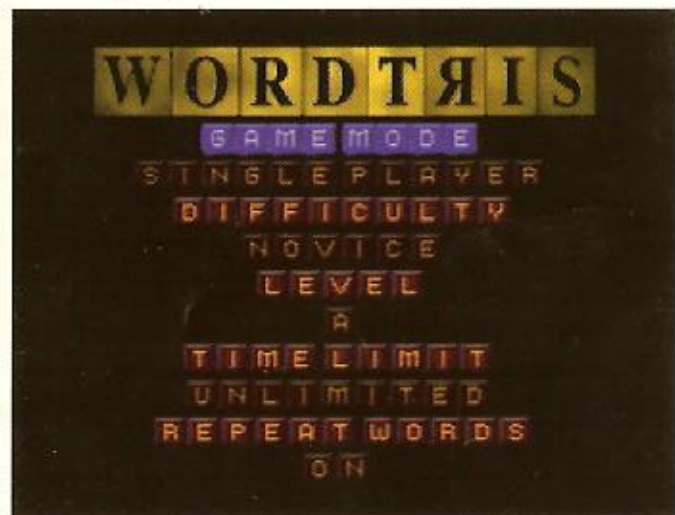 WORDTЯIS
GAME MODE
SINGLE PLAYER
DIFFICULTY
NOVICE
LEVEL
A
TIME LIMIT
UNLIMITED
REPEAT WORDS
ON